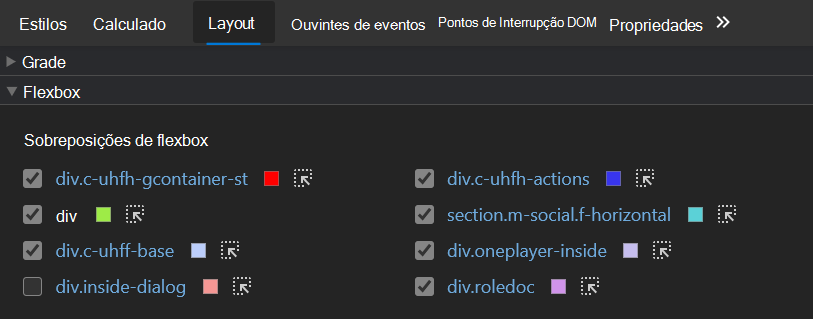 Estilos Calculado Layout Ouvintes de eventos Pontos de Interrupção DOM Propriedades »
Grade
Flexbox
Sobreposições de flexbox
div.c-uhfh-gcontainer-st div.c-uhfh-actions
div section.m-social.f-horizontal
div.c-uhff-base div.oneplayer-inside
div.inside-dialog div.roledoc